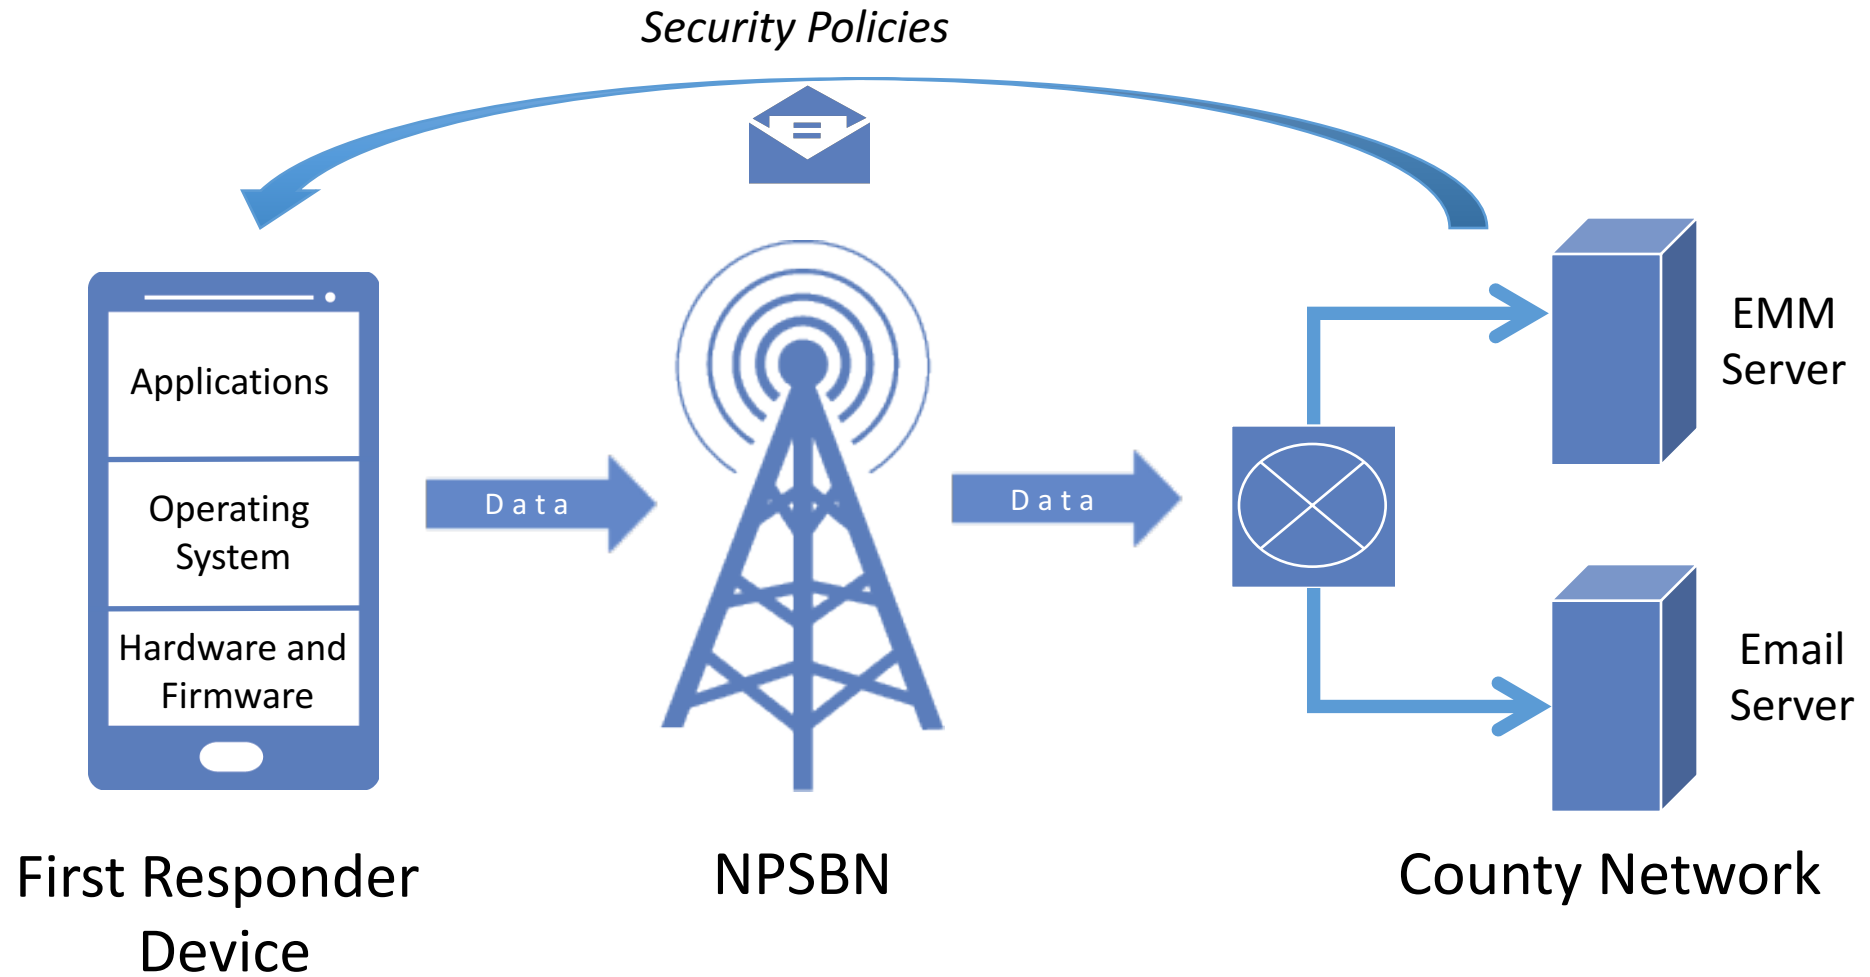 Security Policies
Applications
Operating
System
Hardware and
Firmware
Data
Data
EMM
Server
Email
Server
First Responder
Device
NPSBN
County Network